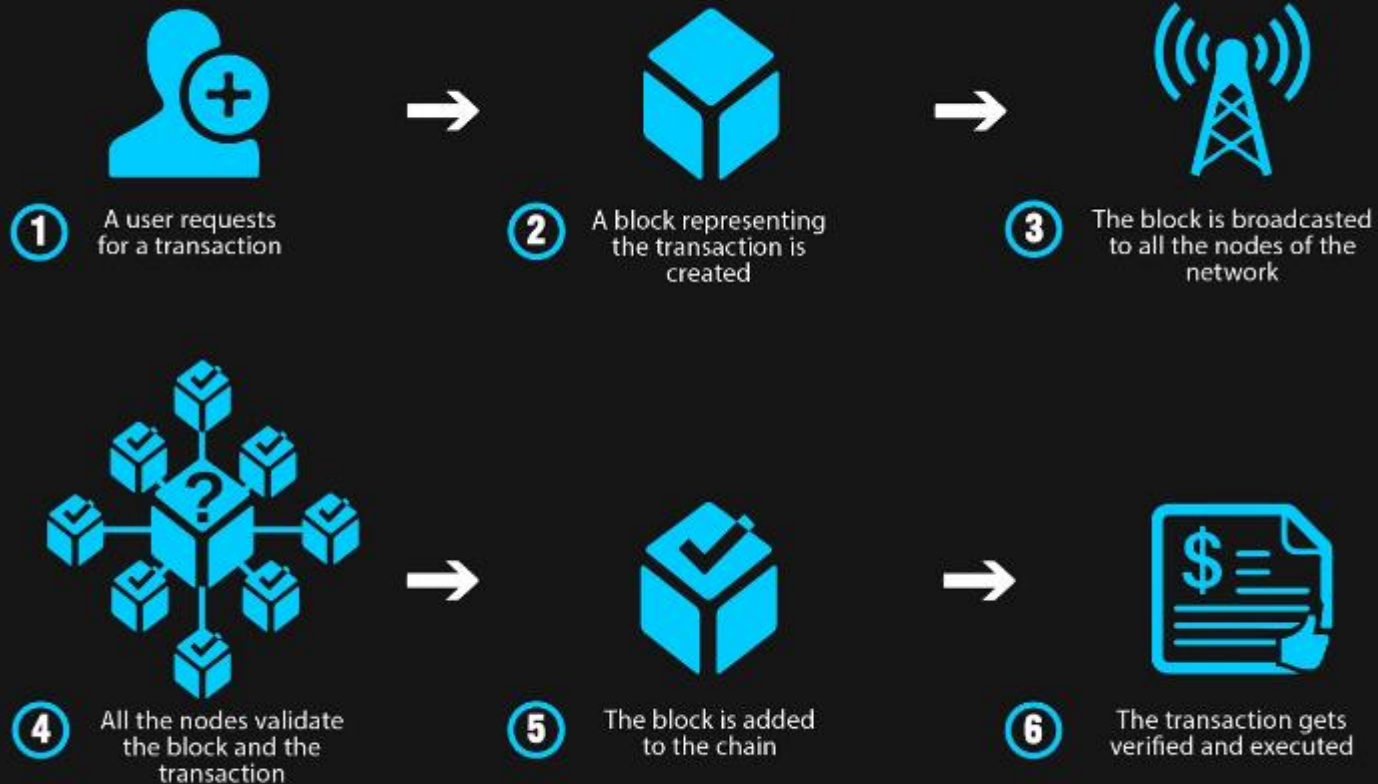 1
A user requests
for a transaction
2
A block representing
the transaction is
created
3
The block is broadcasted
to all the nodes of the
network
?
4
All the nodes validate
the block and the
transaction
5
The block is added
to the chain
$
6
The transaction gets
verified and executed